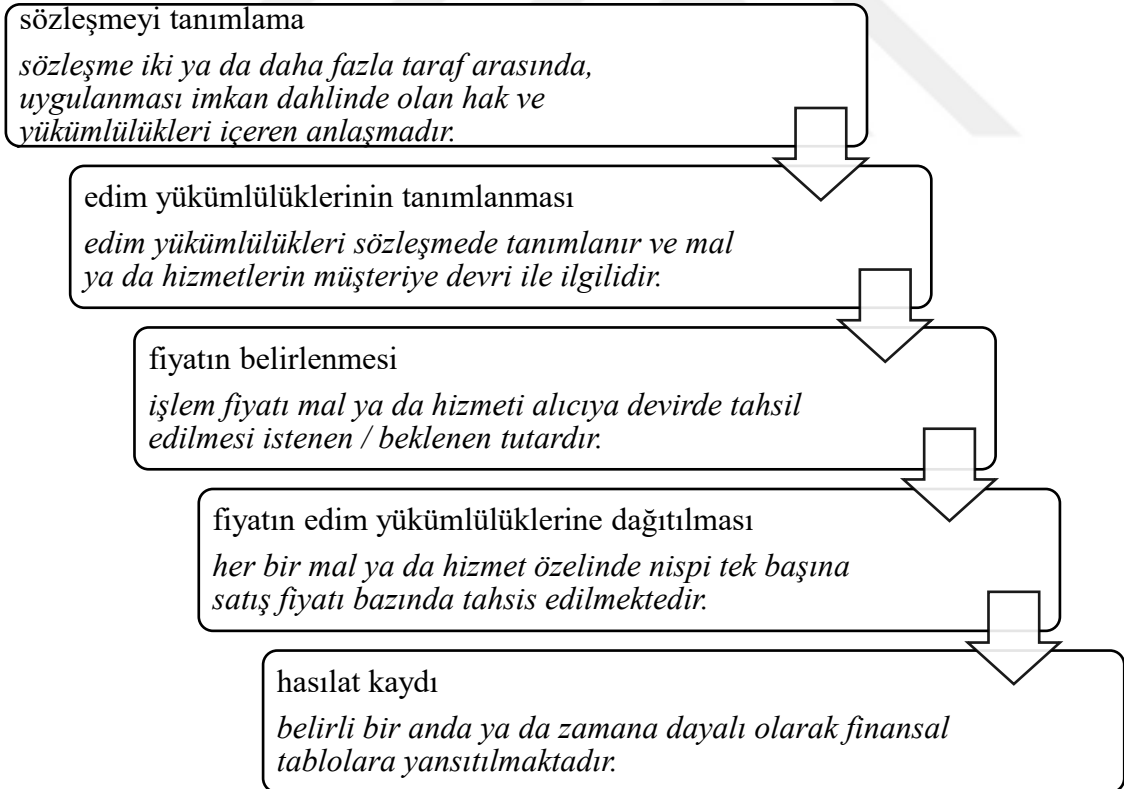 sözleşmeyi tanımlama
sözleşme iki ya da daha fazla taraf arasında,
uygulanması imkan dahlinde olan hak ve
yükümlülükleri içeren anlaşmadır.
edim yükümlülüklerinin tanımlanması
edim yükümlülükleri sözleşmede tanımlanır ve mal
ya da hizmetlerin müşteriye devri ile ilgilidir.
fiyatın belirlenmesi
işlem fiyatı mal ya da hizmeti alıcıya devirde tahsil
edilmesi istenen / beklenen tutardır.
fiyatın edim yükümlülüklerine dağıtılması
her bir mal ya da hizmet özelinde nispi tek başına
satış fiyatı bazında tahsis edilmektedir.
hasılat kaydı
belirli bir anda ya da zamana dayalı olarak finansal
tablolara yansıtılmaktadır.